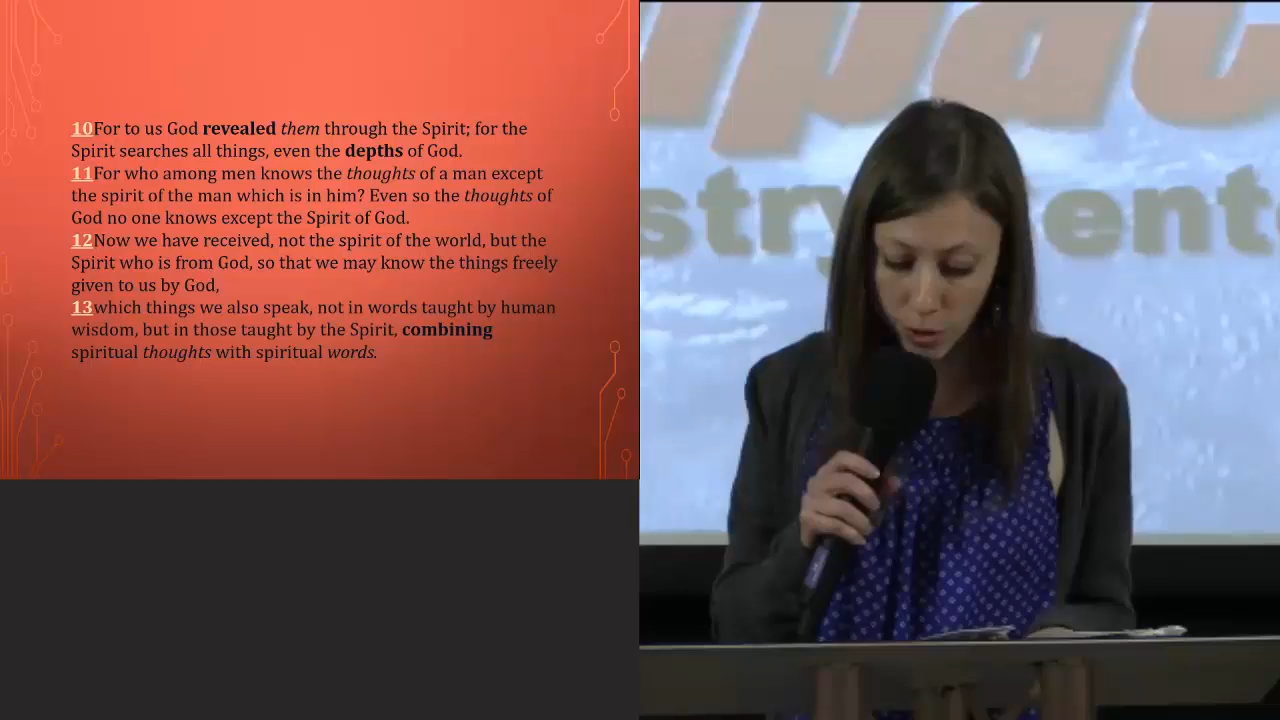 10For to us God revealed them through the Spirit; for the
Spirit searches all things, even the depths of God.
11For who among men knows the thoughts of a man except
the spirit of the man which is in him? Even so the thoughts of
God no one knows except the Spirit of God.
12Now we have received, not the spirit of the world, but the
Spirit who is from God, so that we may know the things freely
given to us by God,
13which things we also speak, not in words taught by human
wisdom, but in those taught by the Spirit, combining
spiritual thoughts with spiritual words.